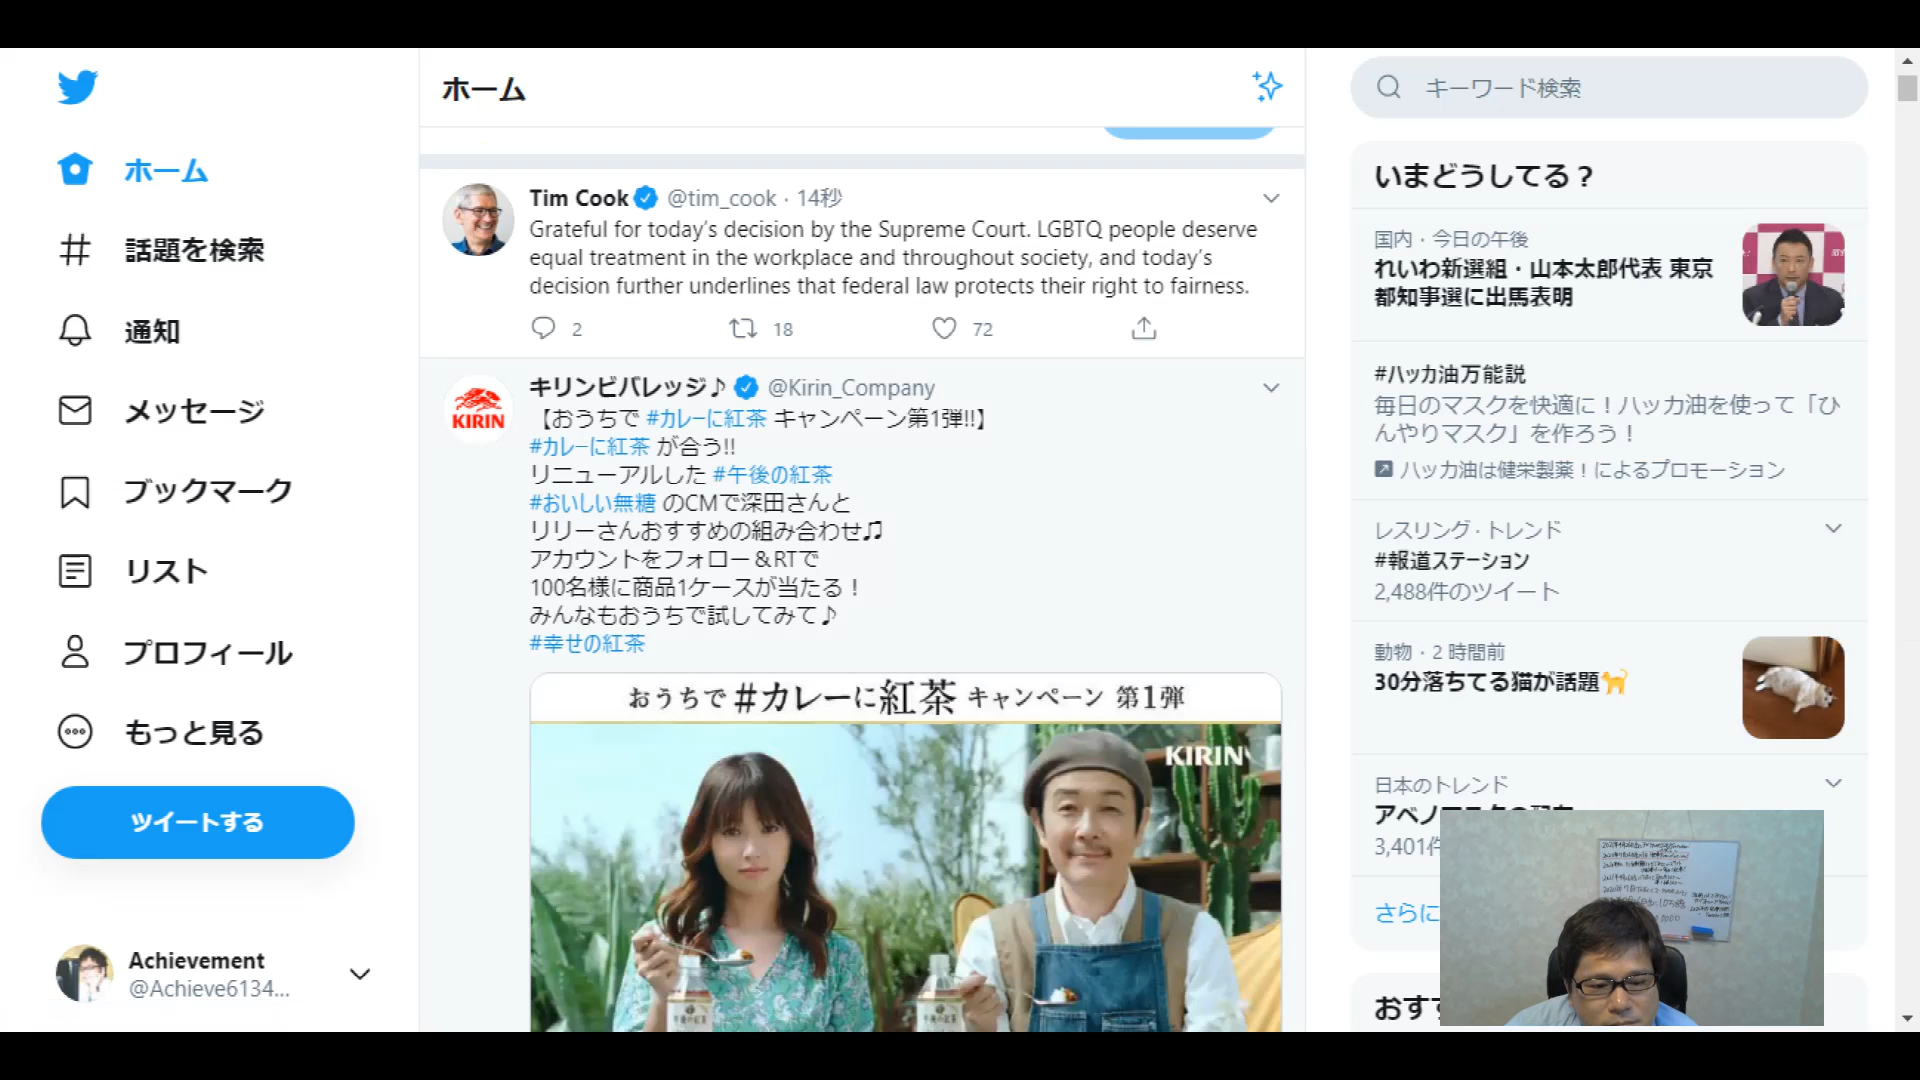 ホーム
話題を検索
通知
メッセージ
ブックマーク
リスト
プロフィール
もっと見る
ツイートする
Achievement
@Achieve6134...
ホーム
Tim Cook @tim_cook · 14秒
Grateful for today's decision by the Supreme Court. LGBTQ people deserve
equal treatment in the workplace and throughout society, and today's
decision further underlines that federal law protects their right to fairness.
2 18 72
KIRIN
キリンビバレッジ♪ @Kirin_Company
【おうちで #カレーに紅茶 キャンペーン第1弾!!】
#カレーに紅茶 が合う!!
リニューアルした #午後の紅茶
#おいしい無糖 のCMで深田さんと
リリーさんおすすめの組み合わせ♫
アカウントをフォロー＆RTで
100名様に商品1ケースが当たる！
みんなもおうちで試してみて♪
#幸せの紅茶
おうちで #カレーに紅茶 キャンペーン 第1弾
KIRIN
午後の紅茶
午後の紅茶
キーワード検索
いまどうしてる？
国内 · 今日の午後
れいわ新選組・山本太郎代表 東京
都知事選に出馬表明
#ハッカ油万能説
毎日のマスクを快適に！ハッカ油を使って「ひ
んやりマスク」を作ろう！
ハッカ油は健栄製薬！によるプロモーション
レスリング · トレンド
#報道ステーション
2,488件のツイート
動物 · 2 時間前
30分落ちてる猫が話題🐈
日本のトレンド
アベノ
3,401件
さらに
おす